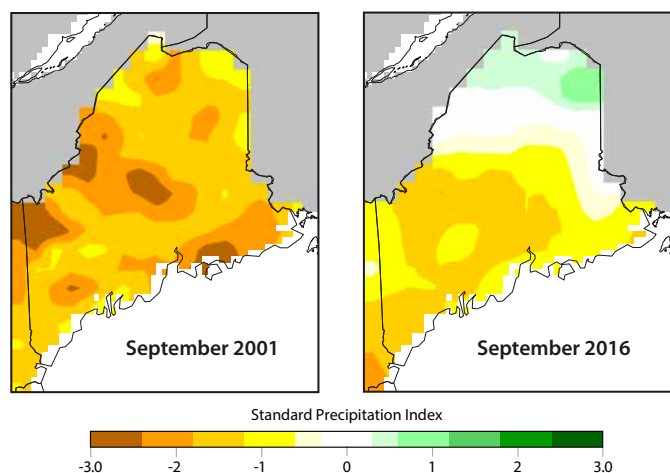 September 2001
September 2016
Standard Precipitation Index
-3.0 -2 -1 0 1 2 3.0